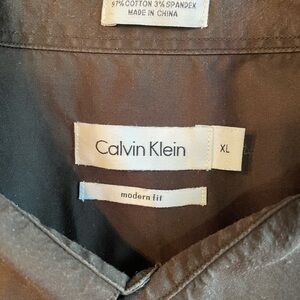 97% COTTON 3% SPANDEX
MADE IN CHINA
Calvin Klein
XL
modern fit